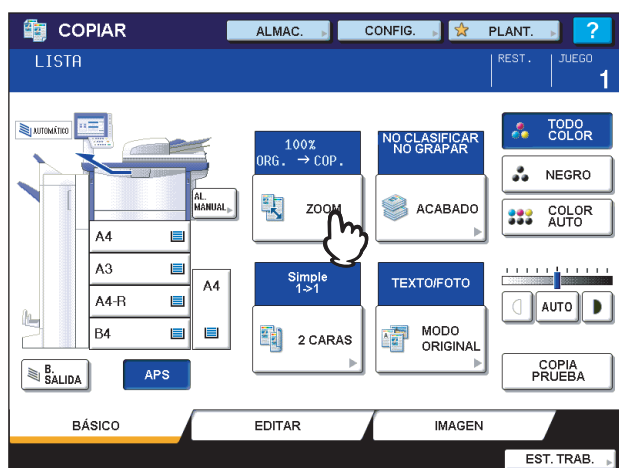 COPIAR
ALMAC.
CONFIG.
PLANT.
?
LISTA
REST.
JUEGO
1
AUTOMÁTICO
100%
ORG. → COP.
ZOOM
NO CLASIFICAR
NO GRAPAR
ACABADO
TODO
COLOR
NEGRO
COLOR
AUTO
AL.
MANUAL
A4
A3
A4-R
B4
A4
Simple
1->1
2 CARAS
TEXTO/FOTO
MODO
ORIGINAL
AUTO
B.
SALIDA
APS
COPIA
PRUEBA
BÁSICO
EDITAR
IMAGEN
EST. TRAB.